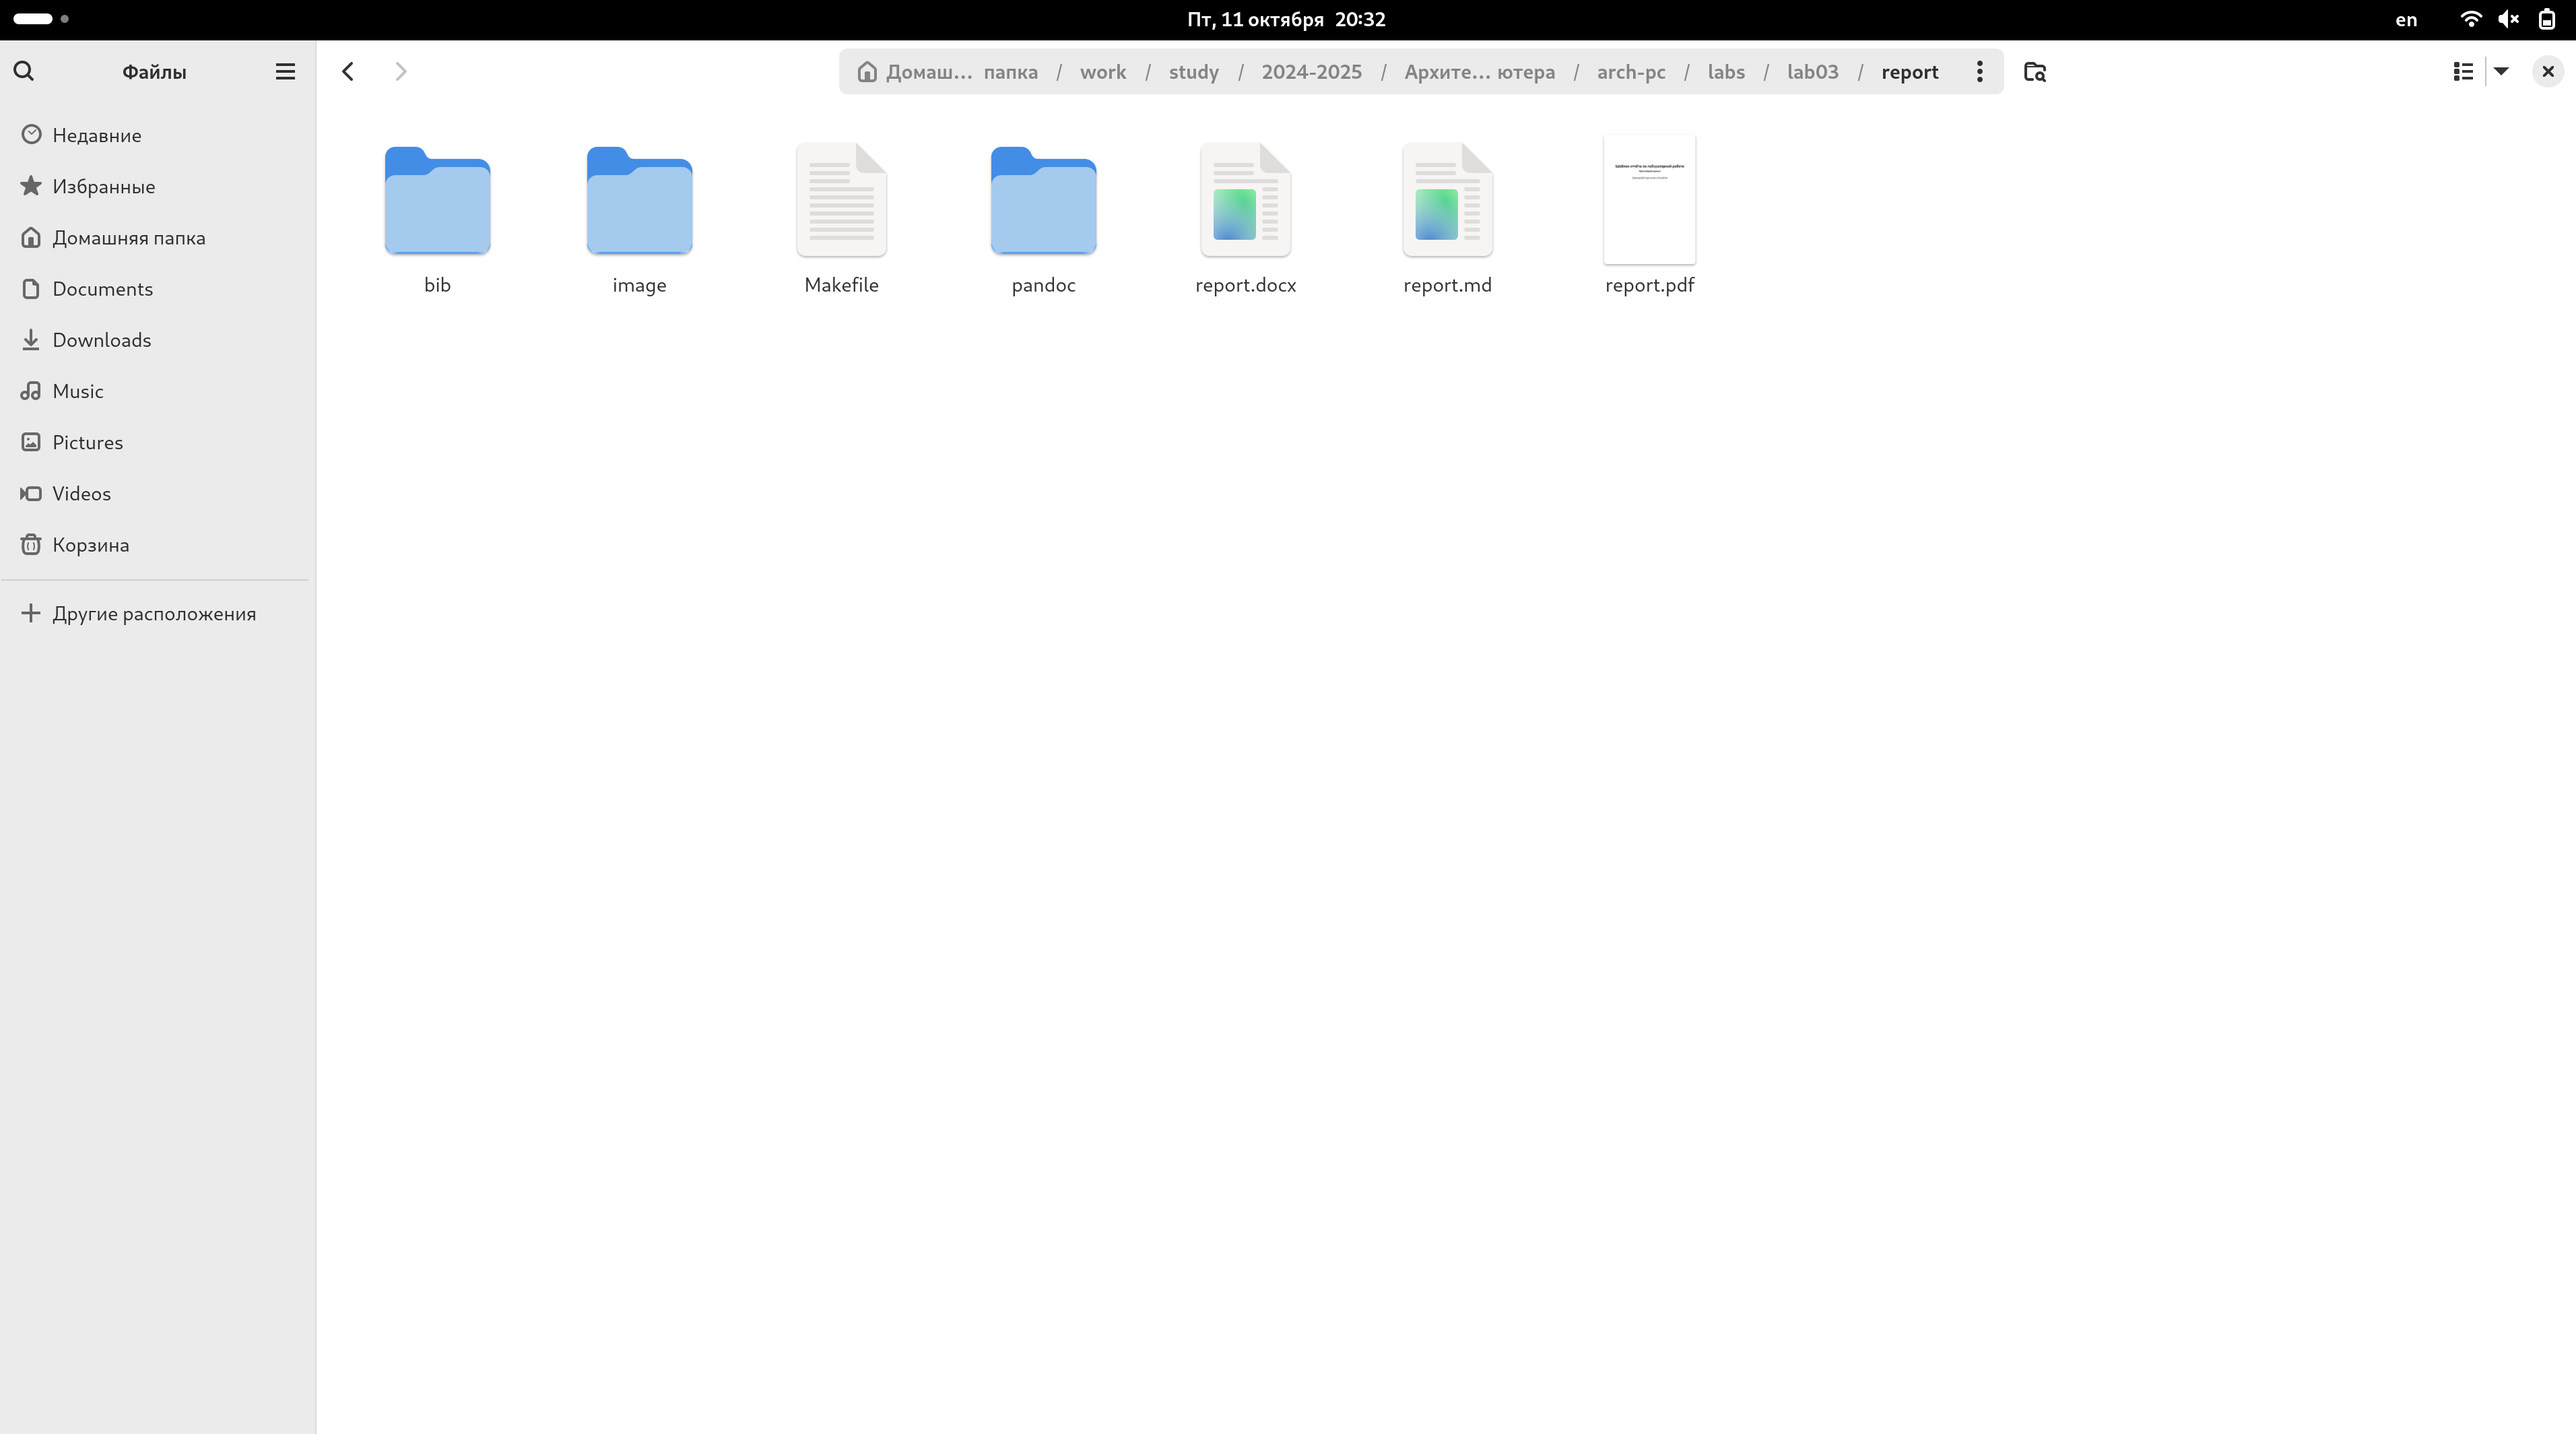 Пт, 11 октября 20:32
en
Файлы
Домаш... папка / work / study / 2024-2025 / Архите... ютера / arch-pc / labs / lab03 / report
Недавние
Избранные
Домашняя папка
Documents
Downloads
Music
Pictures
Videos
Корзина
Другие расположения
bib
image
Makefile
pandoc
report.docx
report.md
report.pdf